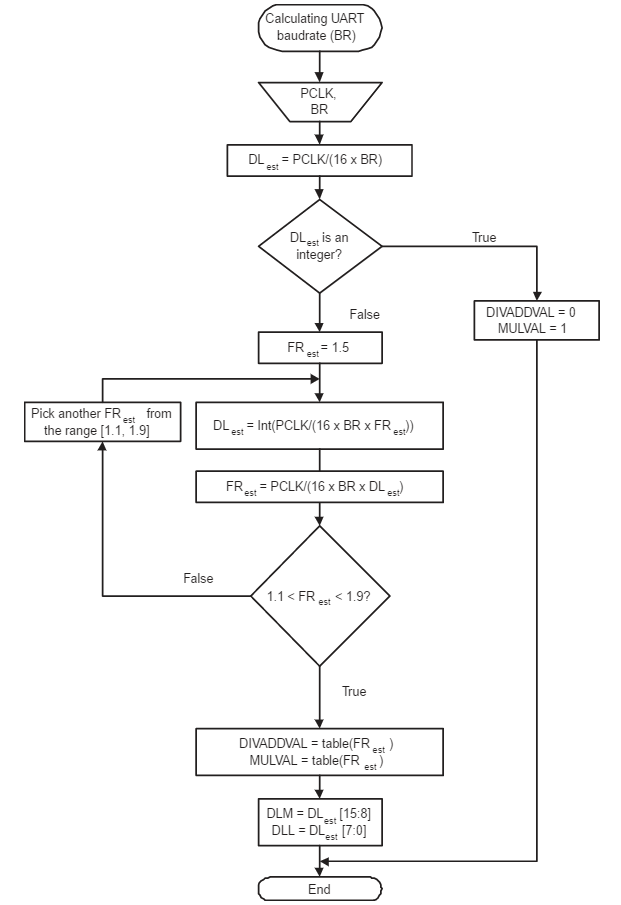 Calculating UART
baudrate (BR)
PCLK,
BR
DL est = PCLK/(16 x BR)
DL est is an
integer?
True
False
DIVADDVAL = 0
MULVAL = 1
FR est = 1.5
Pick another FR est from
the range [1.1, 1.9]
DL est = Int(PCLK/(16 x BR x FR est))
FR est = PCLK/(16 x BR x DL est)
False
1.1 < FR est < 1.9?
True
DIVADDVAL = table(FR est )
MULVAL = table(FR est )
DLM = DL est [15:8]
DLL = DL est [7:0]
End